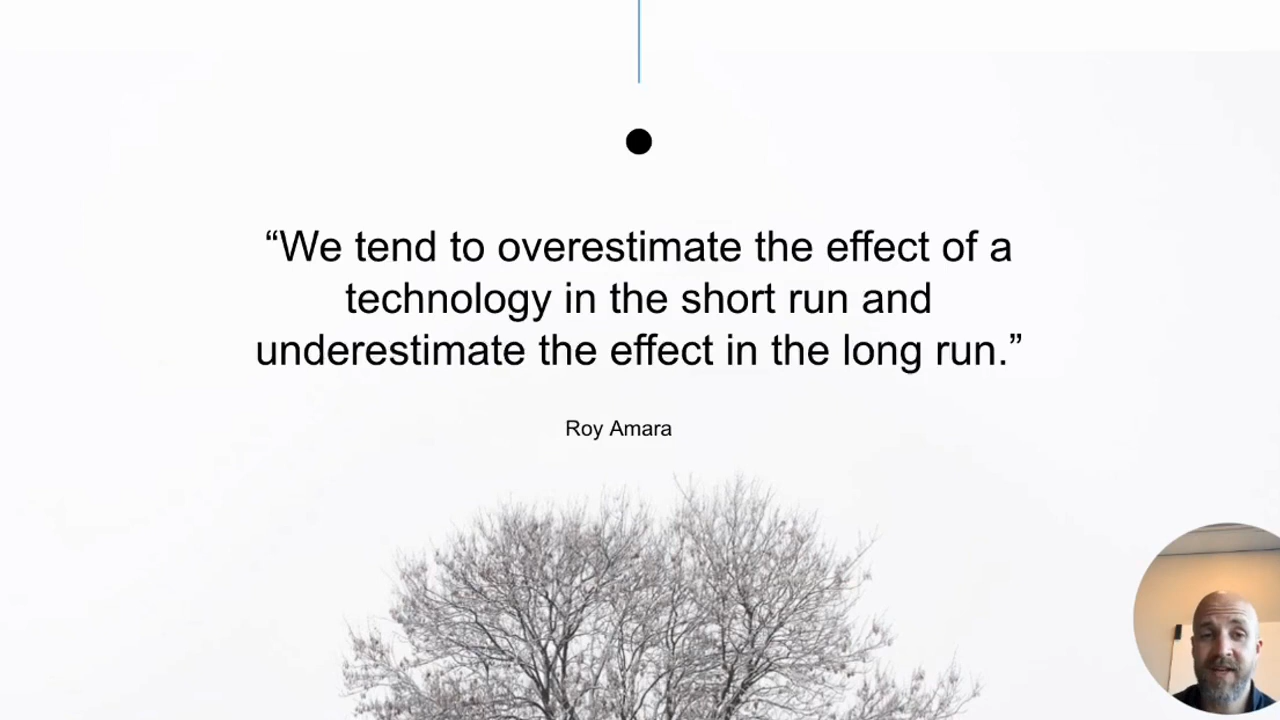 “We tend to overestimate the effect of a
technology in the short run and
underestimate the effect in the long run.”
Roy Amara